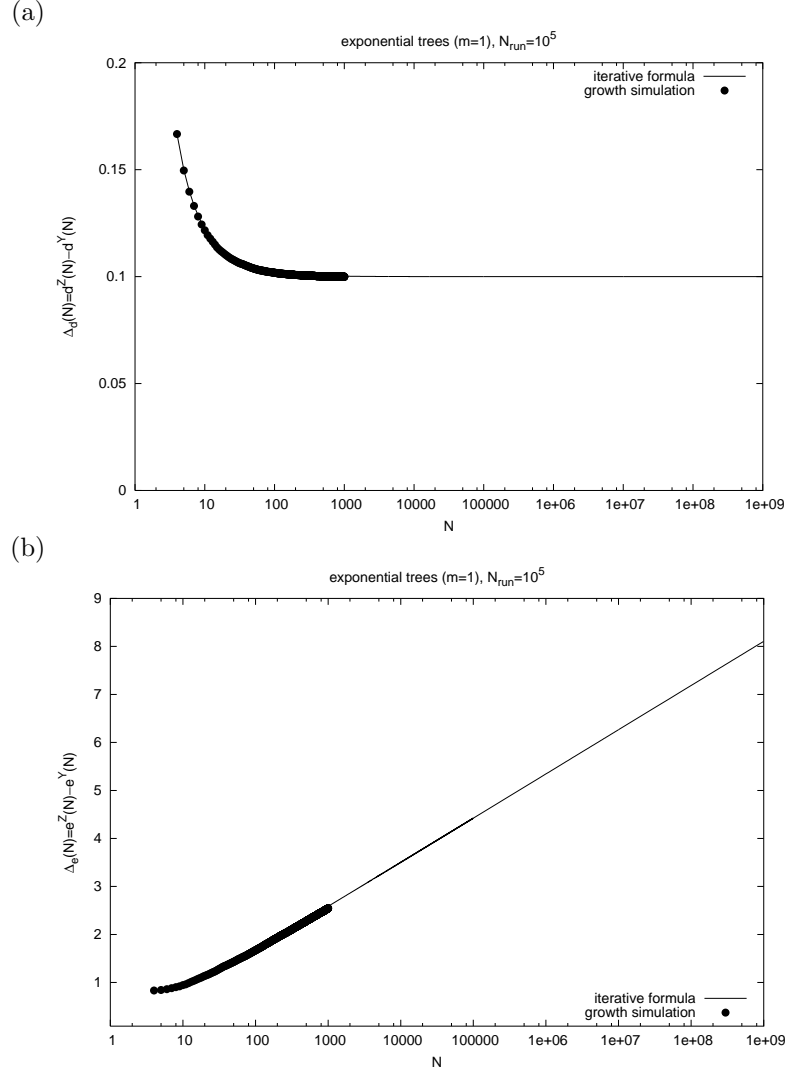 (a)
exponential trees (m=1), N_run=10^5
iterative formula
growth simulation
0.2
0.15
0.1
0.05
0
Δ_d(N)=d^Z(N)−d^Y(N)
1 10 100 1000 10000 100000 1e+06 1e+07 1e+08 1e+09
N
(b)
exponential trees (m=1), N_run=10^5
9
8
7
6
5
4
3
2
1
Δ_e(N)=e^Z(N)−e^Y(N)
iterative formula
growth simulation
1 10 100 1000 10000 100000 1e+06 1e+07 1e+08 1e+09
N